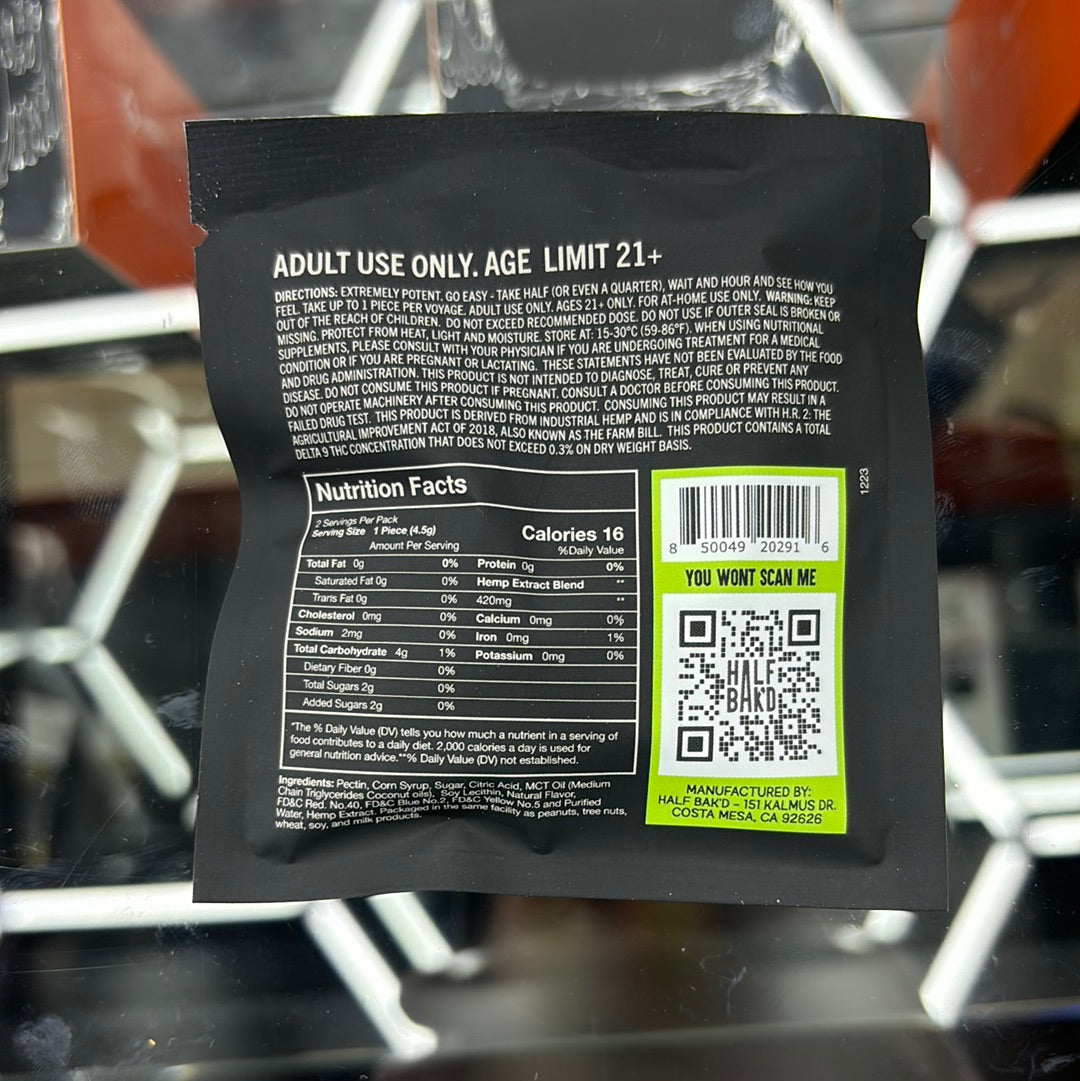 ADULT USE ONLY. AGE LIMIT 21+
DIRECTIONS: EXTREMELY POTENT. GO EASY - TAKE HALF (OR EVEN A QUARTER), WAIT AND HOUR AND SEE HOW YOU
FEEL. TAKE UP TO 1 PIECE PER VOYAGE. ADULT USE ONLY. AGES 21+ ONLY. FOR AT-HOME USE ONLY. WARNING: KEEP
OUT OF THE REACH OF CHILDREN. DO NOT EXCEED RECOMMENDED DOSE. DO NOT USE IF OUTER SEAL IS BROKEN OR
MISSING. PROTECT FROM HEAT, LIGHT AND MOISTURE. STORE AT: 15-30°C (59-86°F). WHEN USING NUTRITIONAL
SUPPLEMENTS, PLEASE CONSULT WITH YOUR PHYSICIAN IF YOU ARE UNDERGOING TREATMENT FOR A MEDICAL
CONDITION OR IF YOU ARE PREGNANT OR LACTATING. THESE STATEMENTS HAVE NOT BEEN EVALUATED BY THE FOOD
AND DRUG ADMINISTRATION. THIS PRODUCT IS NOT INTENDED TO DIAGNOSE, TREAT, CURE OR PREVENT ANY
DISEASE. DO NOT CONSUME THIS PRODUCT IF PREGNANT. CONSULT A DOCTOR BEFORE CONSUMING THIS PRODUCT.
DO NOT OPERATE MACHINERY AFTER CONSUMING THIS PRODUCT. CONSUMING THIS PRODUCT MAY RESULT IN A
FAILED DRUG TEST. THIS PRODUCT IS DERIVED FROM INDUSTRIAL HEMP AND IS IN COMPLIANCE WITH H.R. 2: THE
AGRICULTURAL IMPROVEMENT ACT OF 2018, ALSO KNOWN AS THE FARM BILL. THIS PRODUCT CONTAINS A TOTAL
DELTA 9 THC CONCENTRATION THAT DOES NOT EXCEED 0.3% ON DRY WEIGHT BASIS.
Nutrition Facts
2 Servings Per Pack
Serving Size 1 Piece (4.5g)
Calories 16
Amount Per Serving
%Daily Value
Total Fat 0g 0% Protein 0g 0%
Saturated Fat 0g 0% Hemp Extract Blend **
Trans Fat 0g 0% 420mg **
Cholesterol 0mg 0% Calcium 0mg 0%
Sodium 2mg 0% Iron 0mg 1%
Total Carbohydrate 4g 1% Potassium 0mg 0%
Dietary Fiber 0g 0%
Total Sugars 2g 0%
Added Sugars 2g 0%
*The % Daily Value (DV) tells you how much a nutrient in a serving of
food contributes to a daily diet. 2,000 calories a day is used for
general nutrition advice.**% Daily Value (DV) not established.
Ingredients: Pectin, Corn Syrup, Sugar, Citric Acid, MCT Oil (Medium
Chain Triglycerides Coconut oils), Soy Lecithin, Natural Flavor,
FD&C Red. No.40, FD&C Blue No.2, FD&C Yellow No.5 and Purified
Water, Hemp Extract. Packaged in the same facility as peanuts, tree nuts,
wheat, soy, and milk products.
1223
8 50049 20291 6
YOU WONT SCAN ME
HALF
BAK'D
MANUFACTURED BY:
HALF BAK'D - 151 KALMUS DR.
COSTA MESA, CA 92626